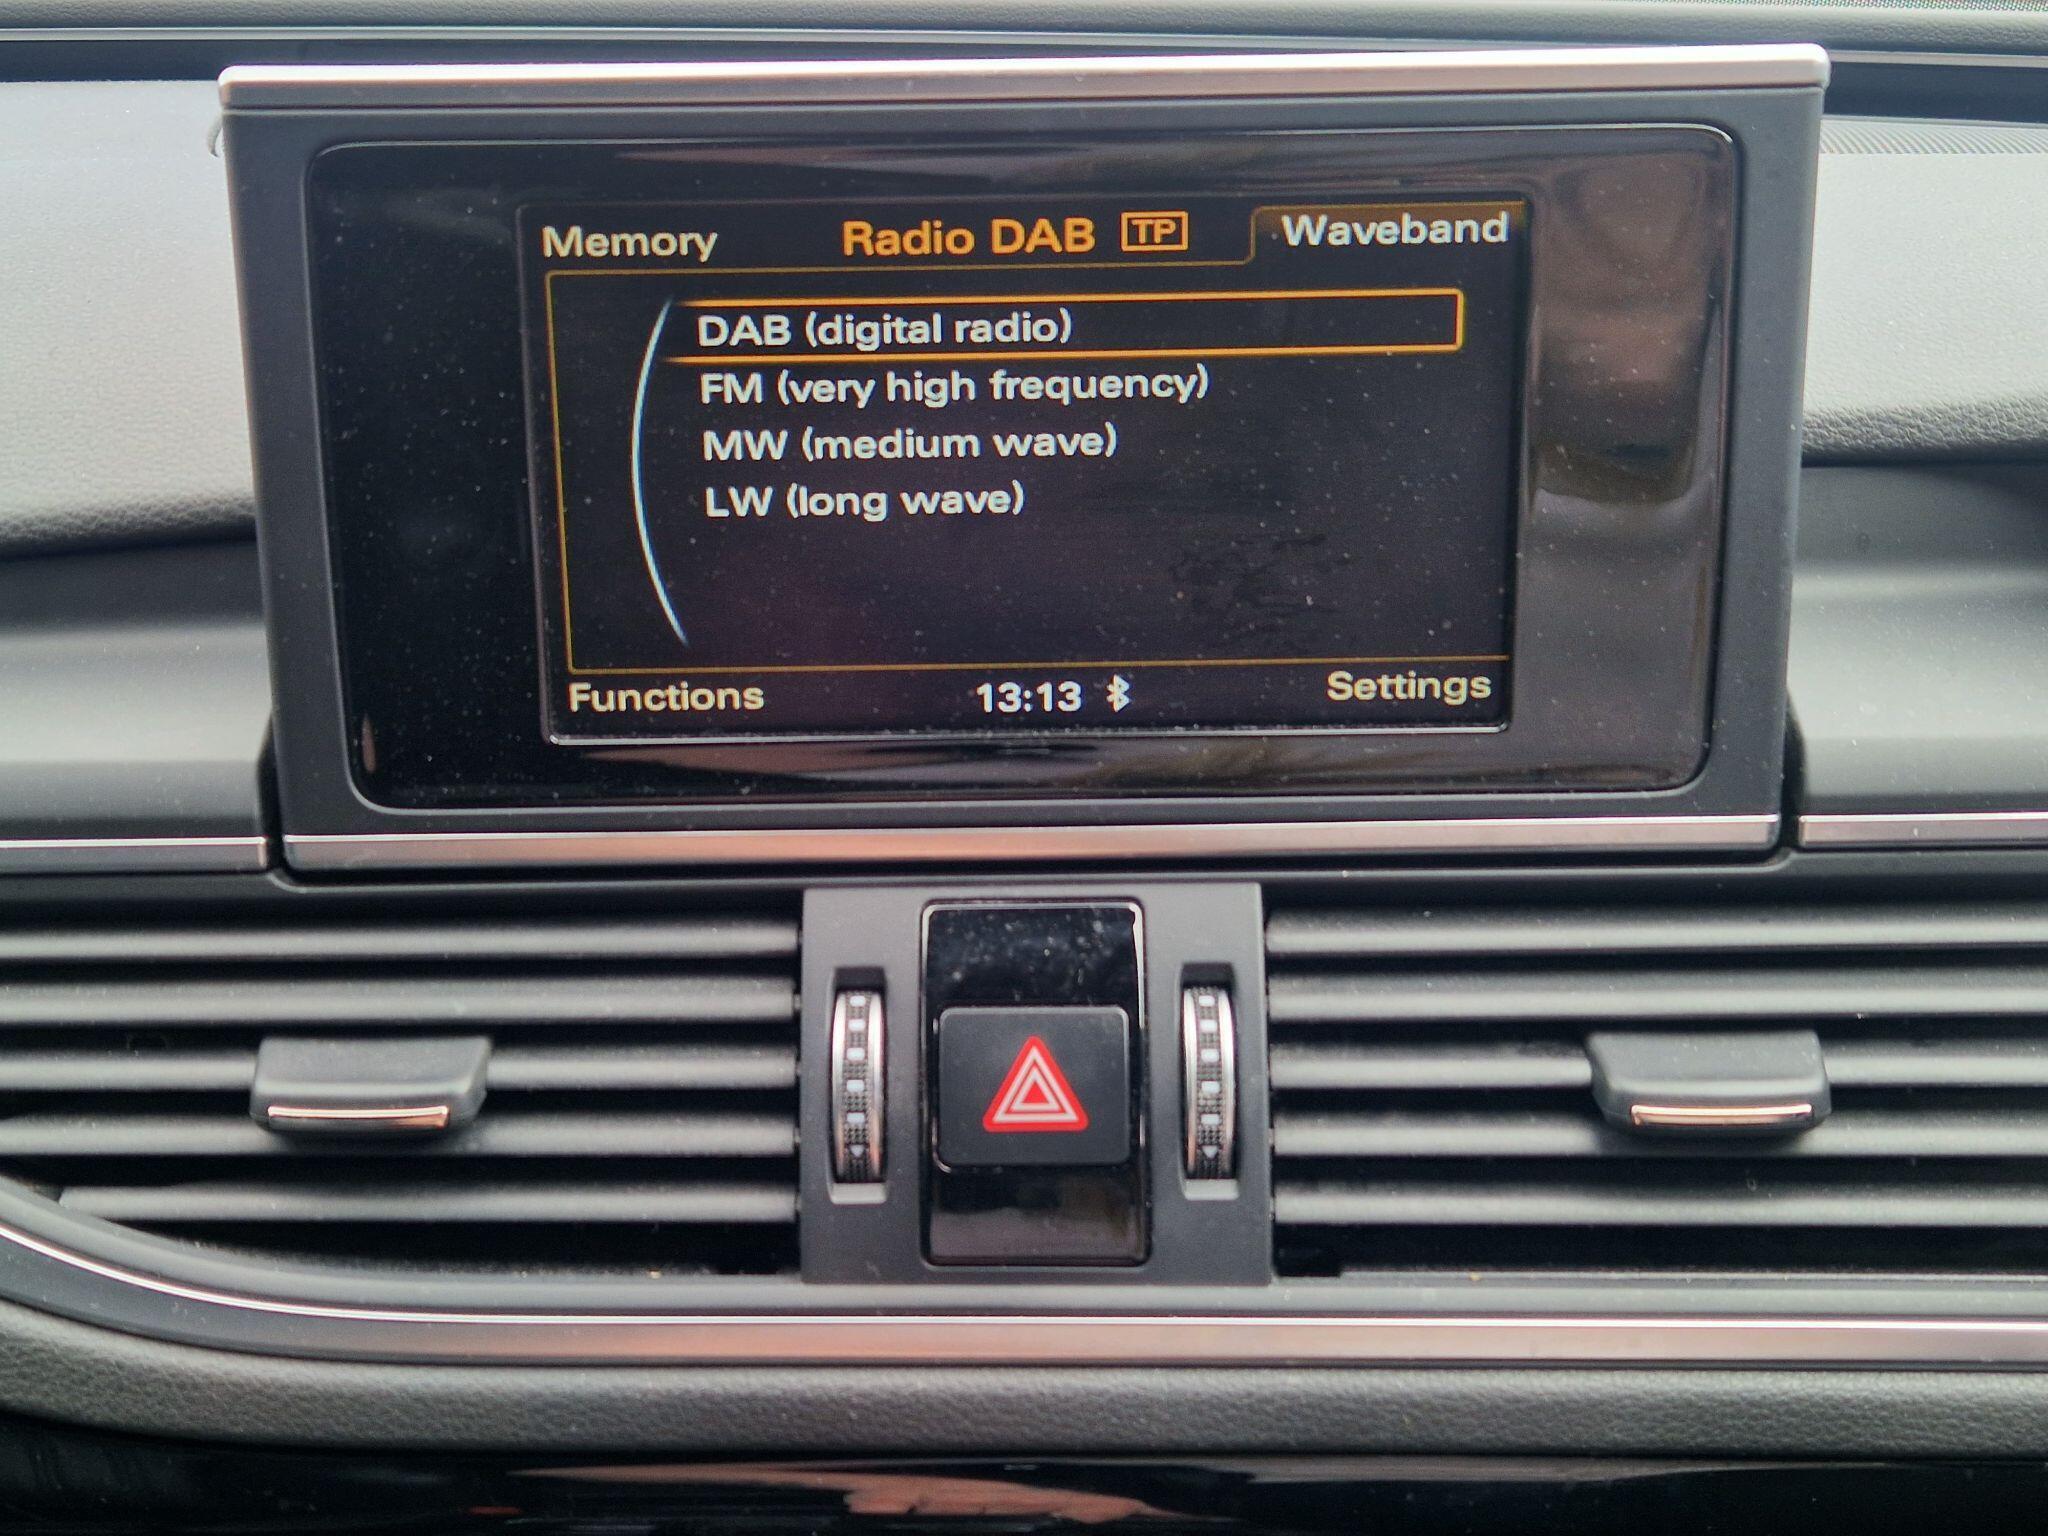 Memory Radio DAB TP Waveband
DAB (digital radio)
FM (very high frequency)
MW (medium wave)
LW (long wave)
Functions 13:13 Settings